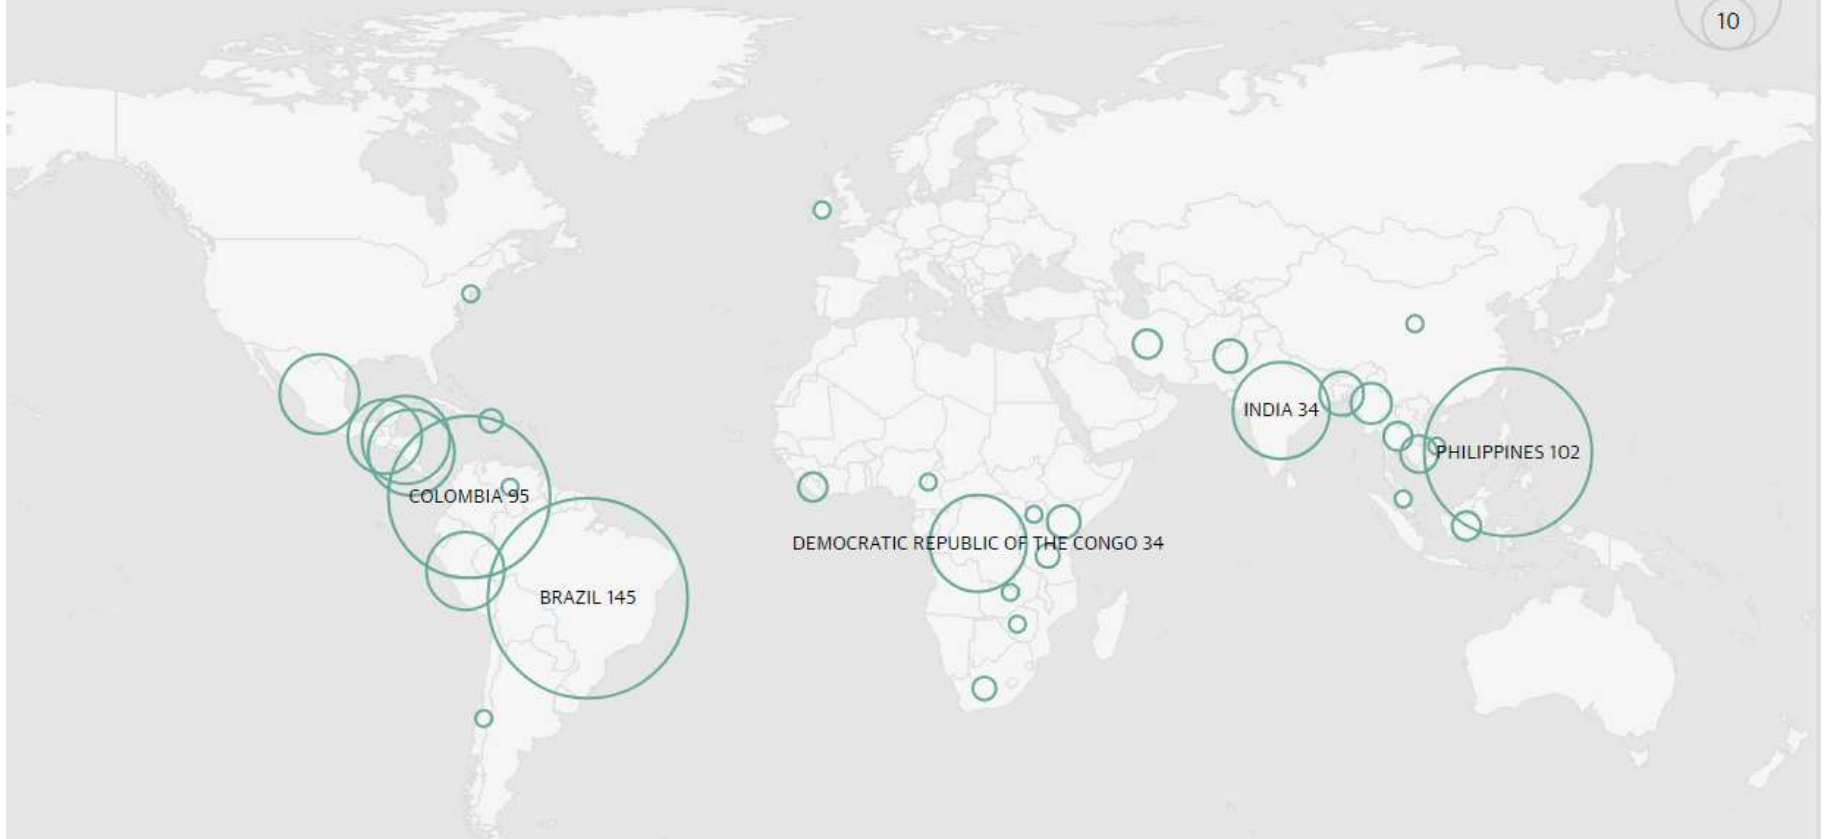 10
INDIA 34
PHILIPPINES 102
COLOMBIA 95
DEMOCRATIC REPUBLIC OF THE CONGO 34
BRAZIL 145